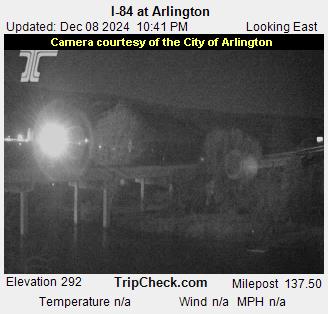 I-84 at Arlington
Updated: Dec 08 2024 10:41 PM Looking East
Camera courtesy of the City of Arlington
Elevation 292 TripCheck.com Milepost 137.50
Temperature n/a Wind n/a MPH n/a